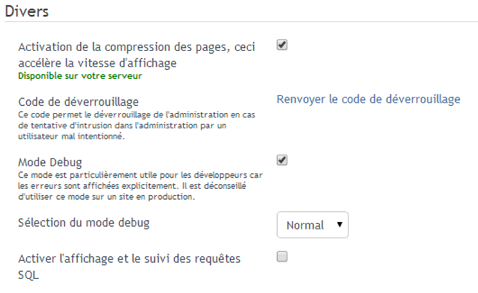 Divers
Activation de la compression des pages, ceci
accélère la vitesse d'affichage
Disponible sur votre serveur
Code de déverrouillage
Renvoyer le code de déverrouillage
Ce code permet le déverrouillage de l'administration en cas
de tentative d'intrusion dans l'administration par un
utilisateur mal intentionné.
Mode Debug
Ce mode est particulièrement utile pour les développeurs car
les erreurs sont affichées explicitement. Il est déconseillé
d'utiliser ce mode sur un site en production.
Sélection du mode debug
Normal
Activer l'affichage et le suivi des requêtes
SQL